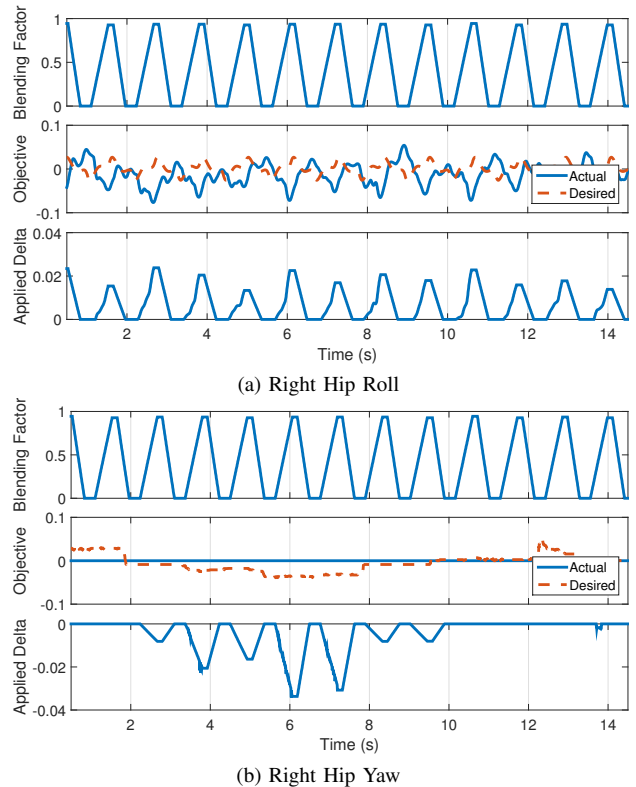 Blending Factor
1
0.5
0
Objective
0.1
0
-0.1
Actual
Desired
Applied Delta
0.04
0.02
0
2 4 6 8 10 12 14
Time (s)
(a) Right Hip Roll
Blending Factor
1
0.5
0
Objective
0.1
0
-0.1
Actual
Desired
Applied Delta
0
-0.02
-0.04
2 4 6 8 10 12 14
Time (s)
(b) Right Hip Yaw